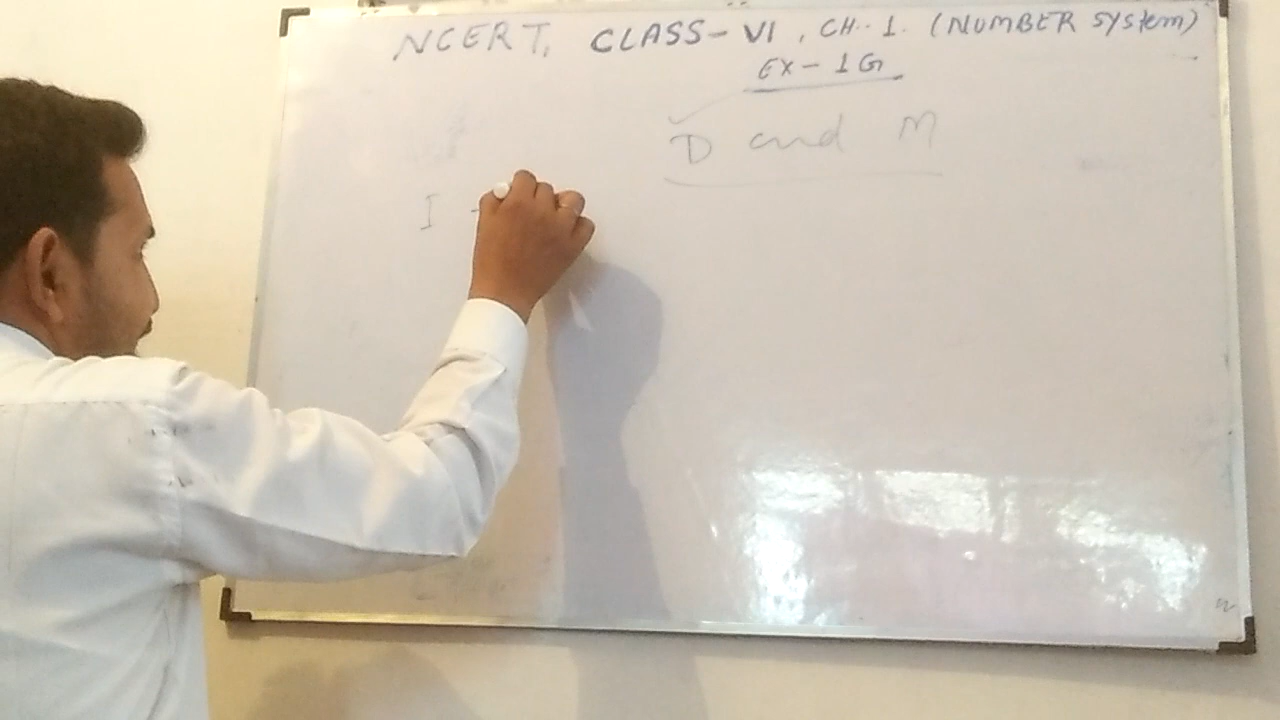 NCERT, CLASS-VI, CH-1. (NUMBER System)
EX-1G
D and M
I -